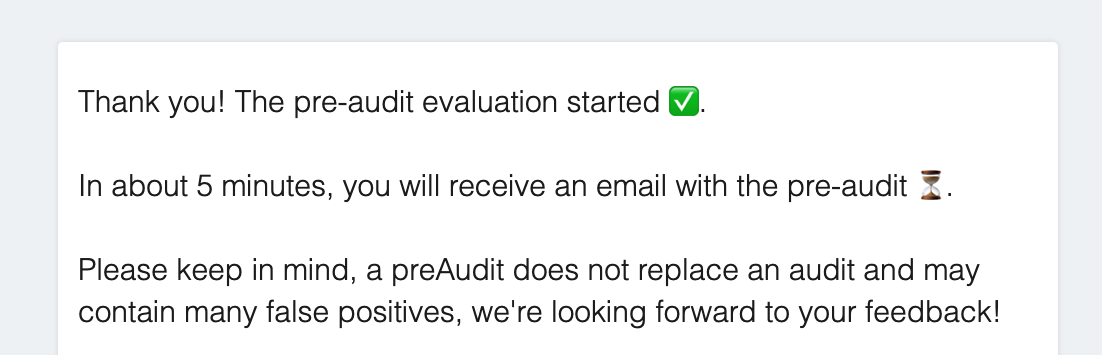 Thank you! The pre-audit evaluation started ✅.
In about 5 minutes, you will receive an email with the pre-audit ⏳.
Please keep in mind, a preAudit does not replace an audit and may
contain many false positives, we're looking forward to your feedback!